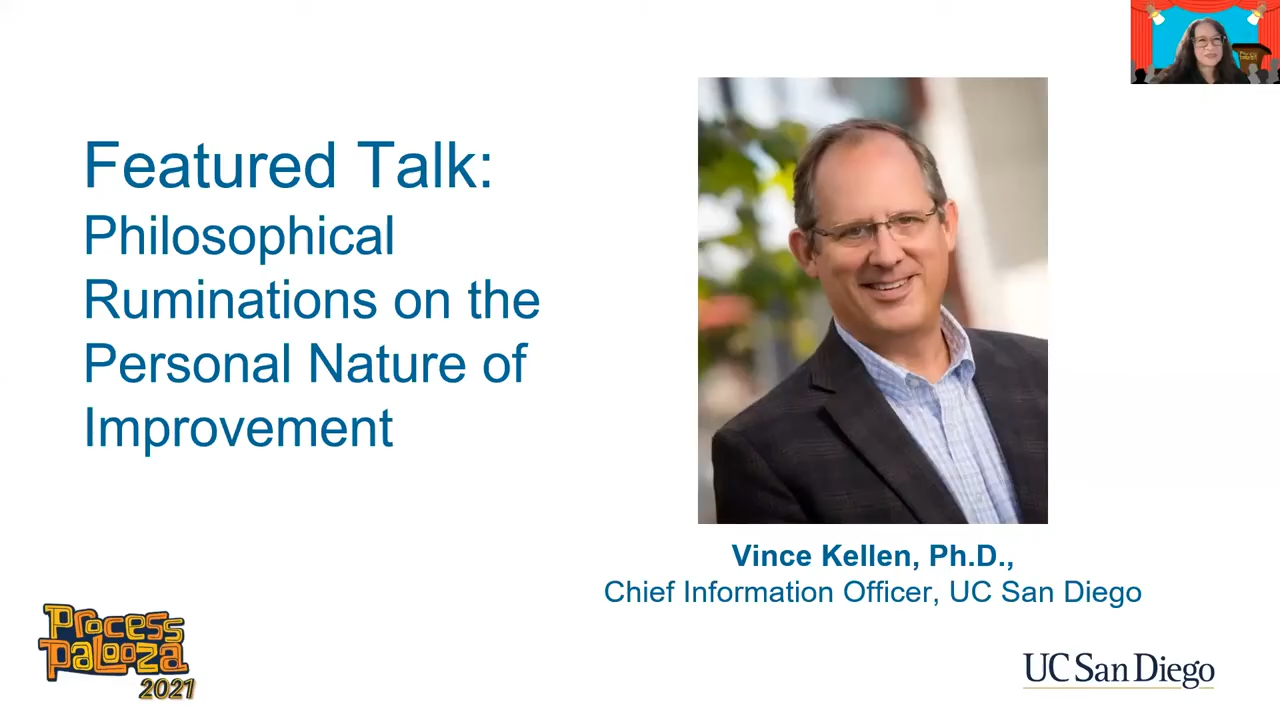 Featured Talk:
Philosophical
Ruminations on the
Personal Nature of
Improvement
Vince Kellen, Ph.D.,
Chief Information Officer, UC San Diego
Process
Palooza
2021
UC San Diego